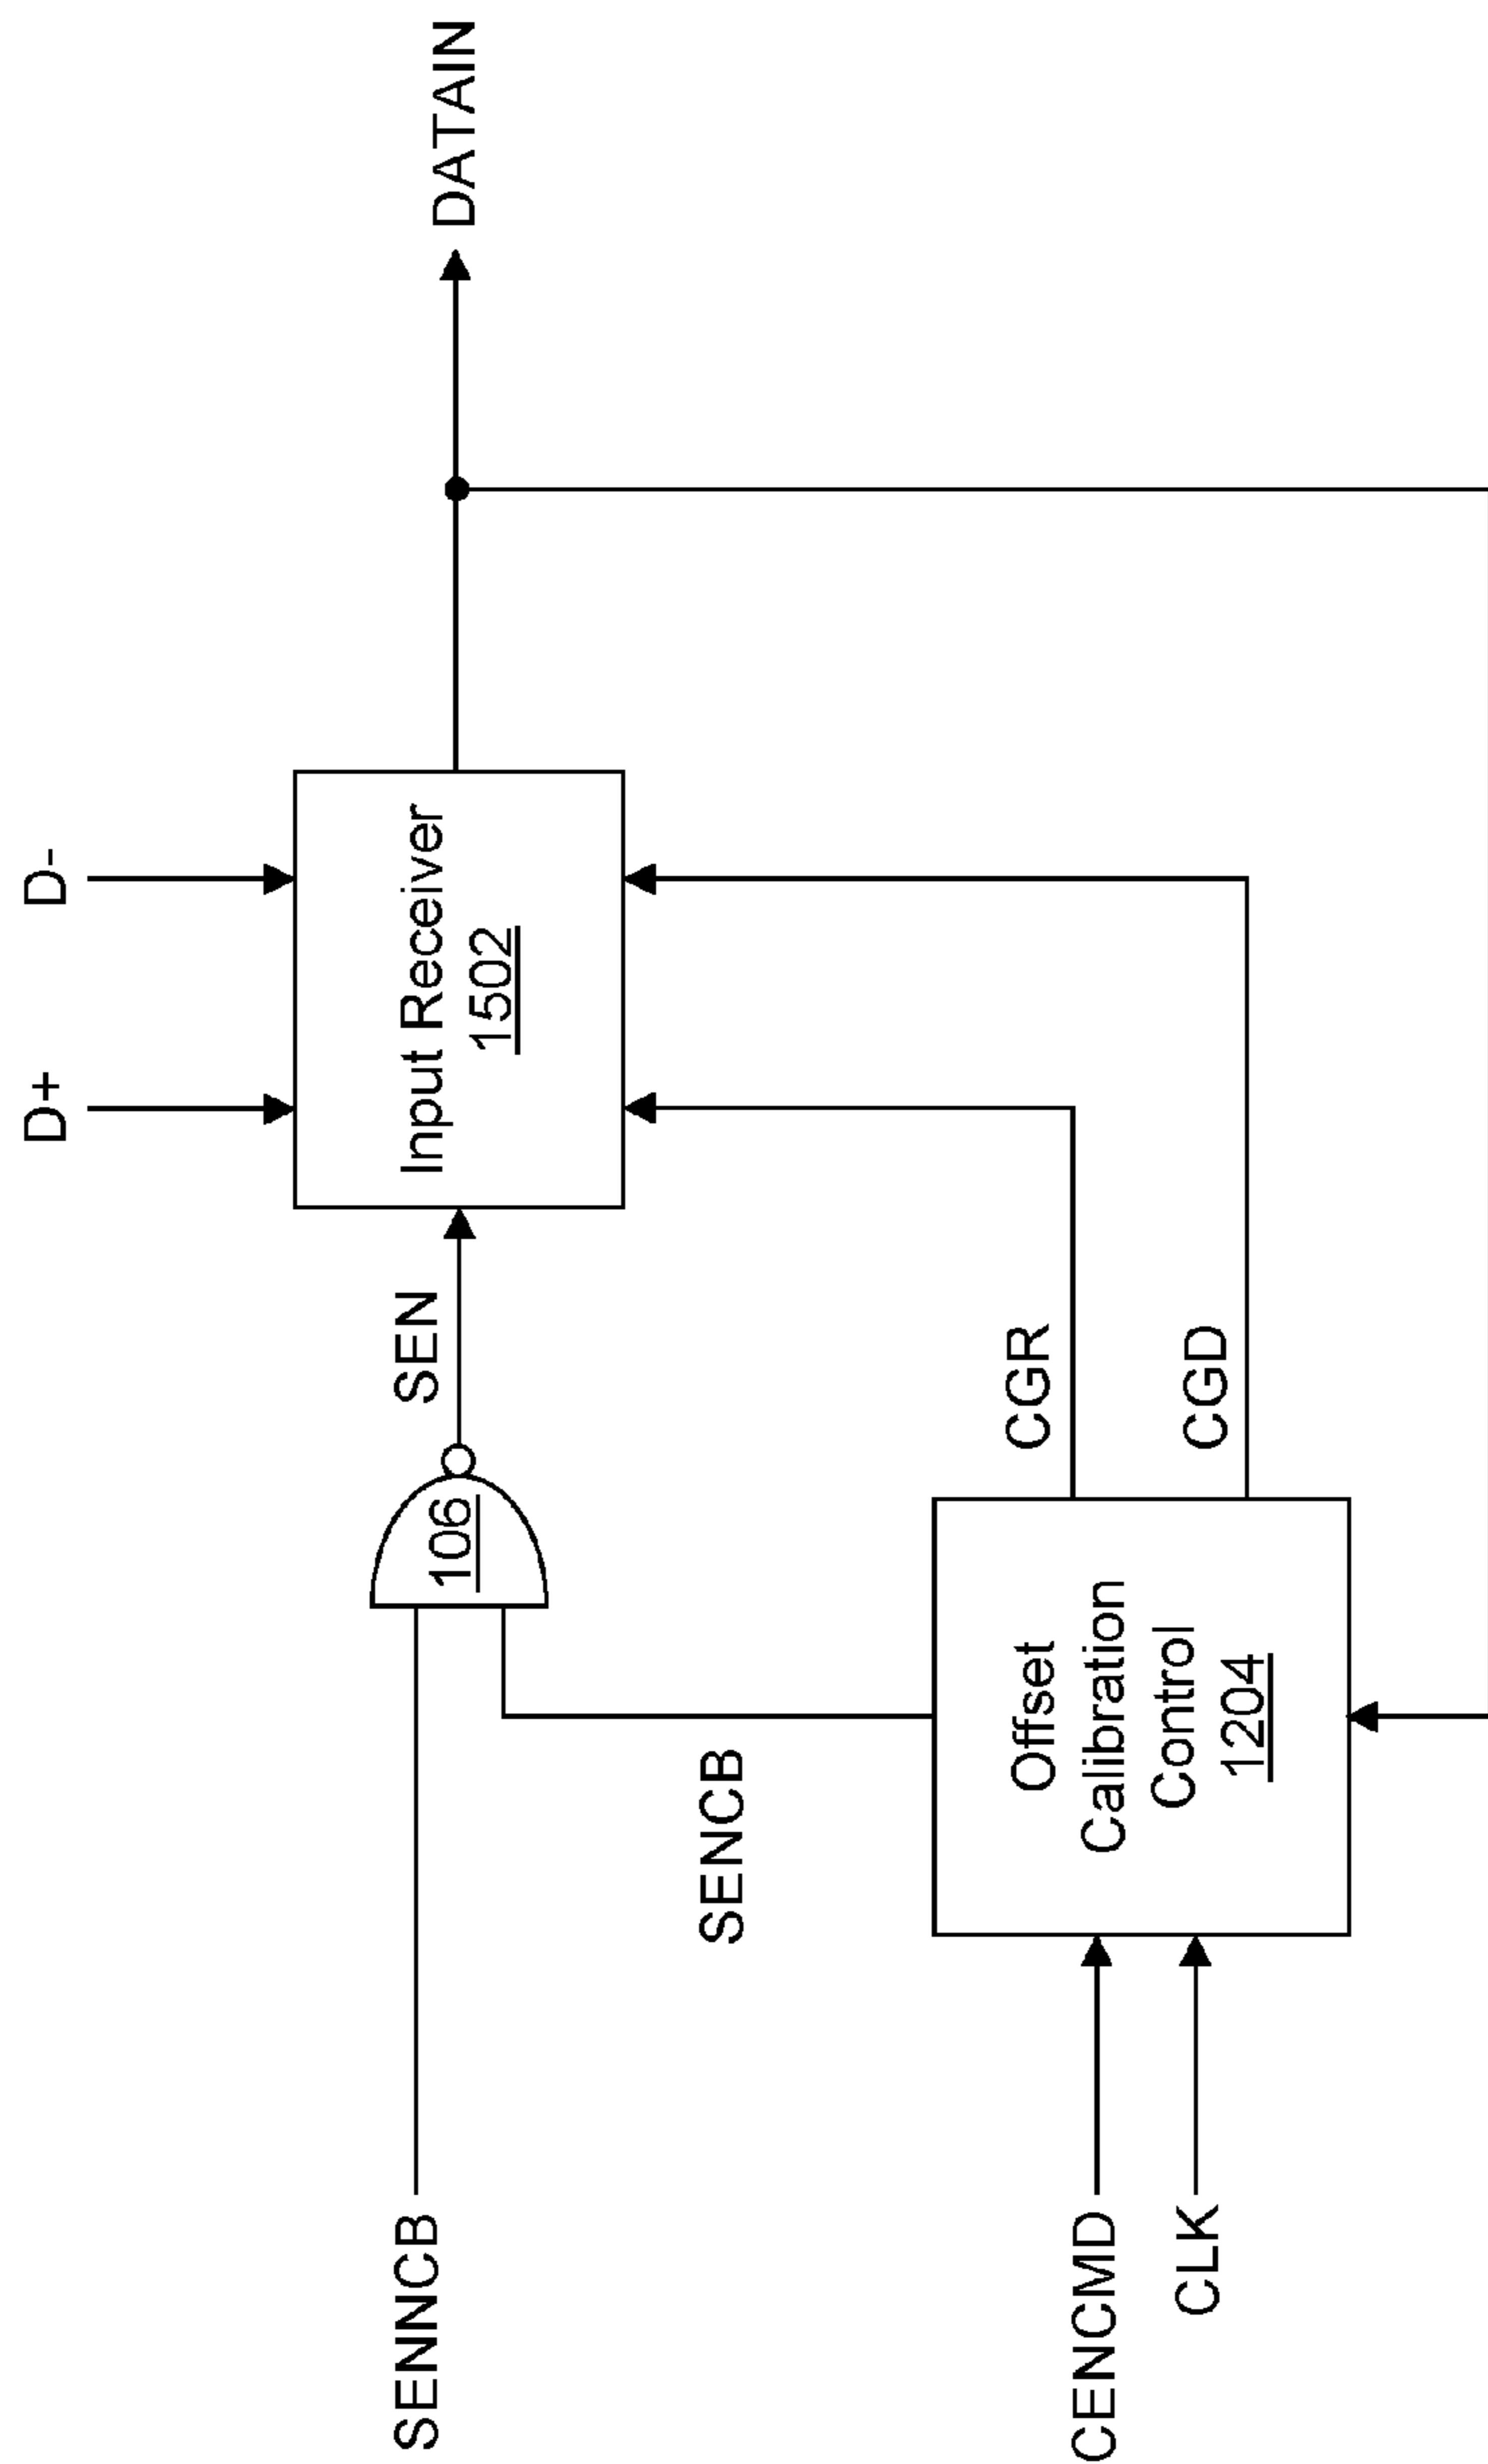 D+
D-
SENNCB
106
SEN
Input Receiver
1502
DATAIN
SENCB
CGR
CGD
CENCMD
CLK
Offset
Calibration
Control
1204